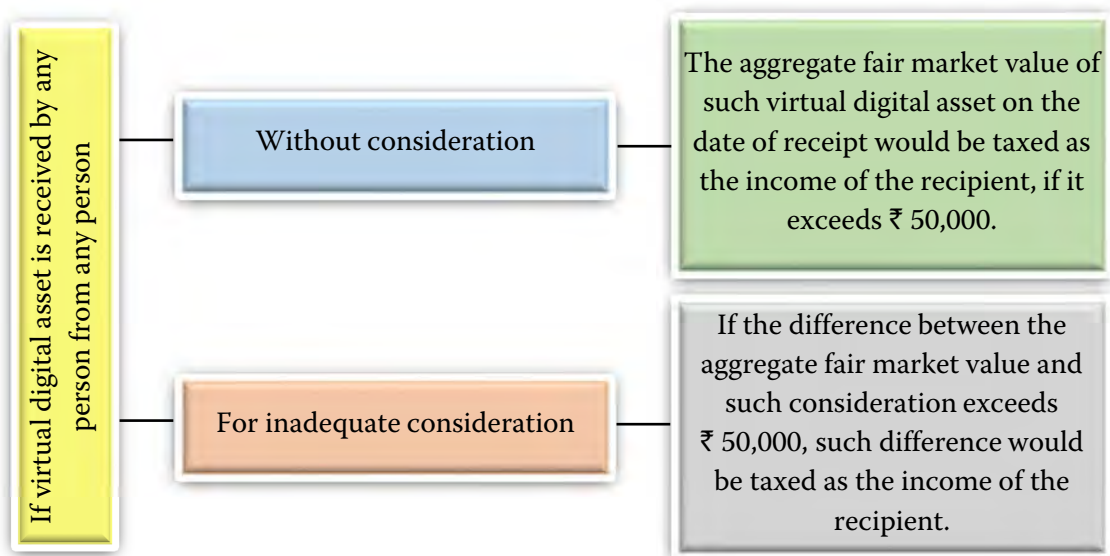 If virtual digital asset is received by any
person from any person
Without consideration
The aggregate fair market value of
such virtual digital asset on the
date of receipt would be taxed as
the income of the recipient, if it
exceeds ₹ 50,000.
For inadequate consideration
If the difference between the
aggregate fair market value and
such consideration exceeds
₹ 50,000, such difference would
be taxed as the income of the
recipient.